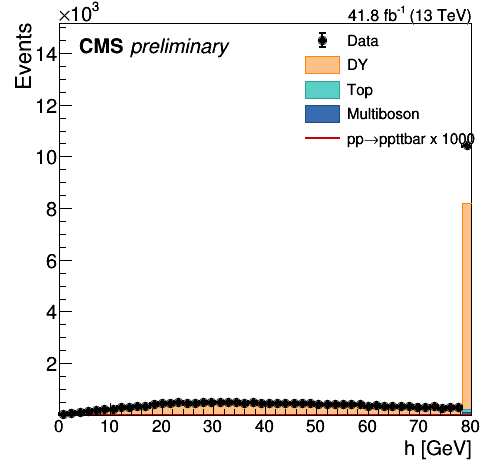 ×10³
41.8 fb⁻¹ (13 TeV)
CMS preliminary
Events
Data
DY
Top
Multiboson
pp→ppttbar x 1000
14
12
10
8
6
4
2
0 10 20 30 40 50 60 70 80
h [GeV]